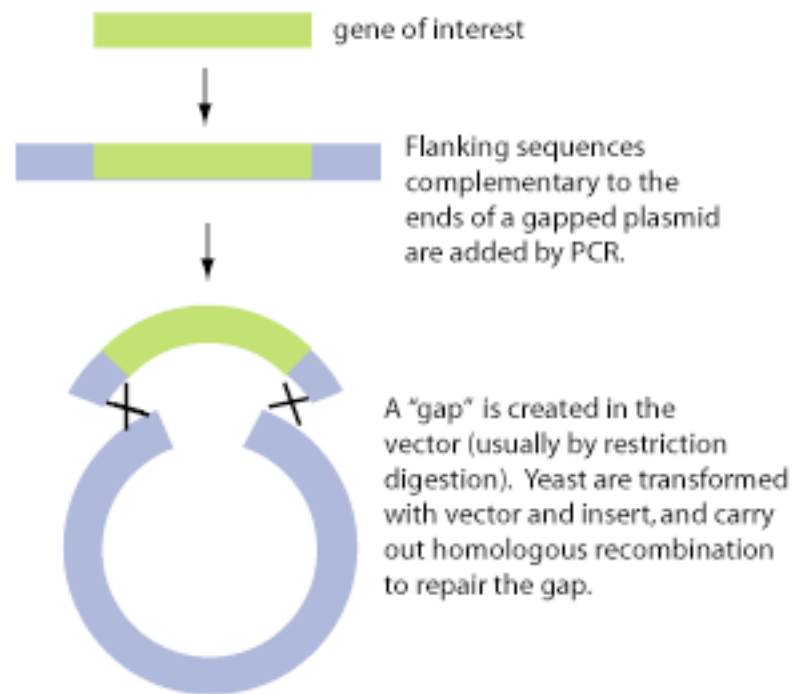 gene of interest
Flanking sequences
complementary to the
ends of a gapped plasmid
are added by PCR.
A “gap” is created in the
vector (usually by restriction
digestion). Yeast are transformed
with vector and insert, and carry
out homologous recombination
to repair the gap.